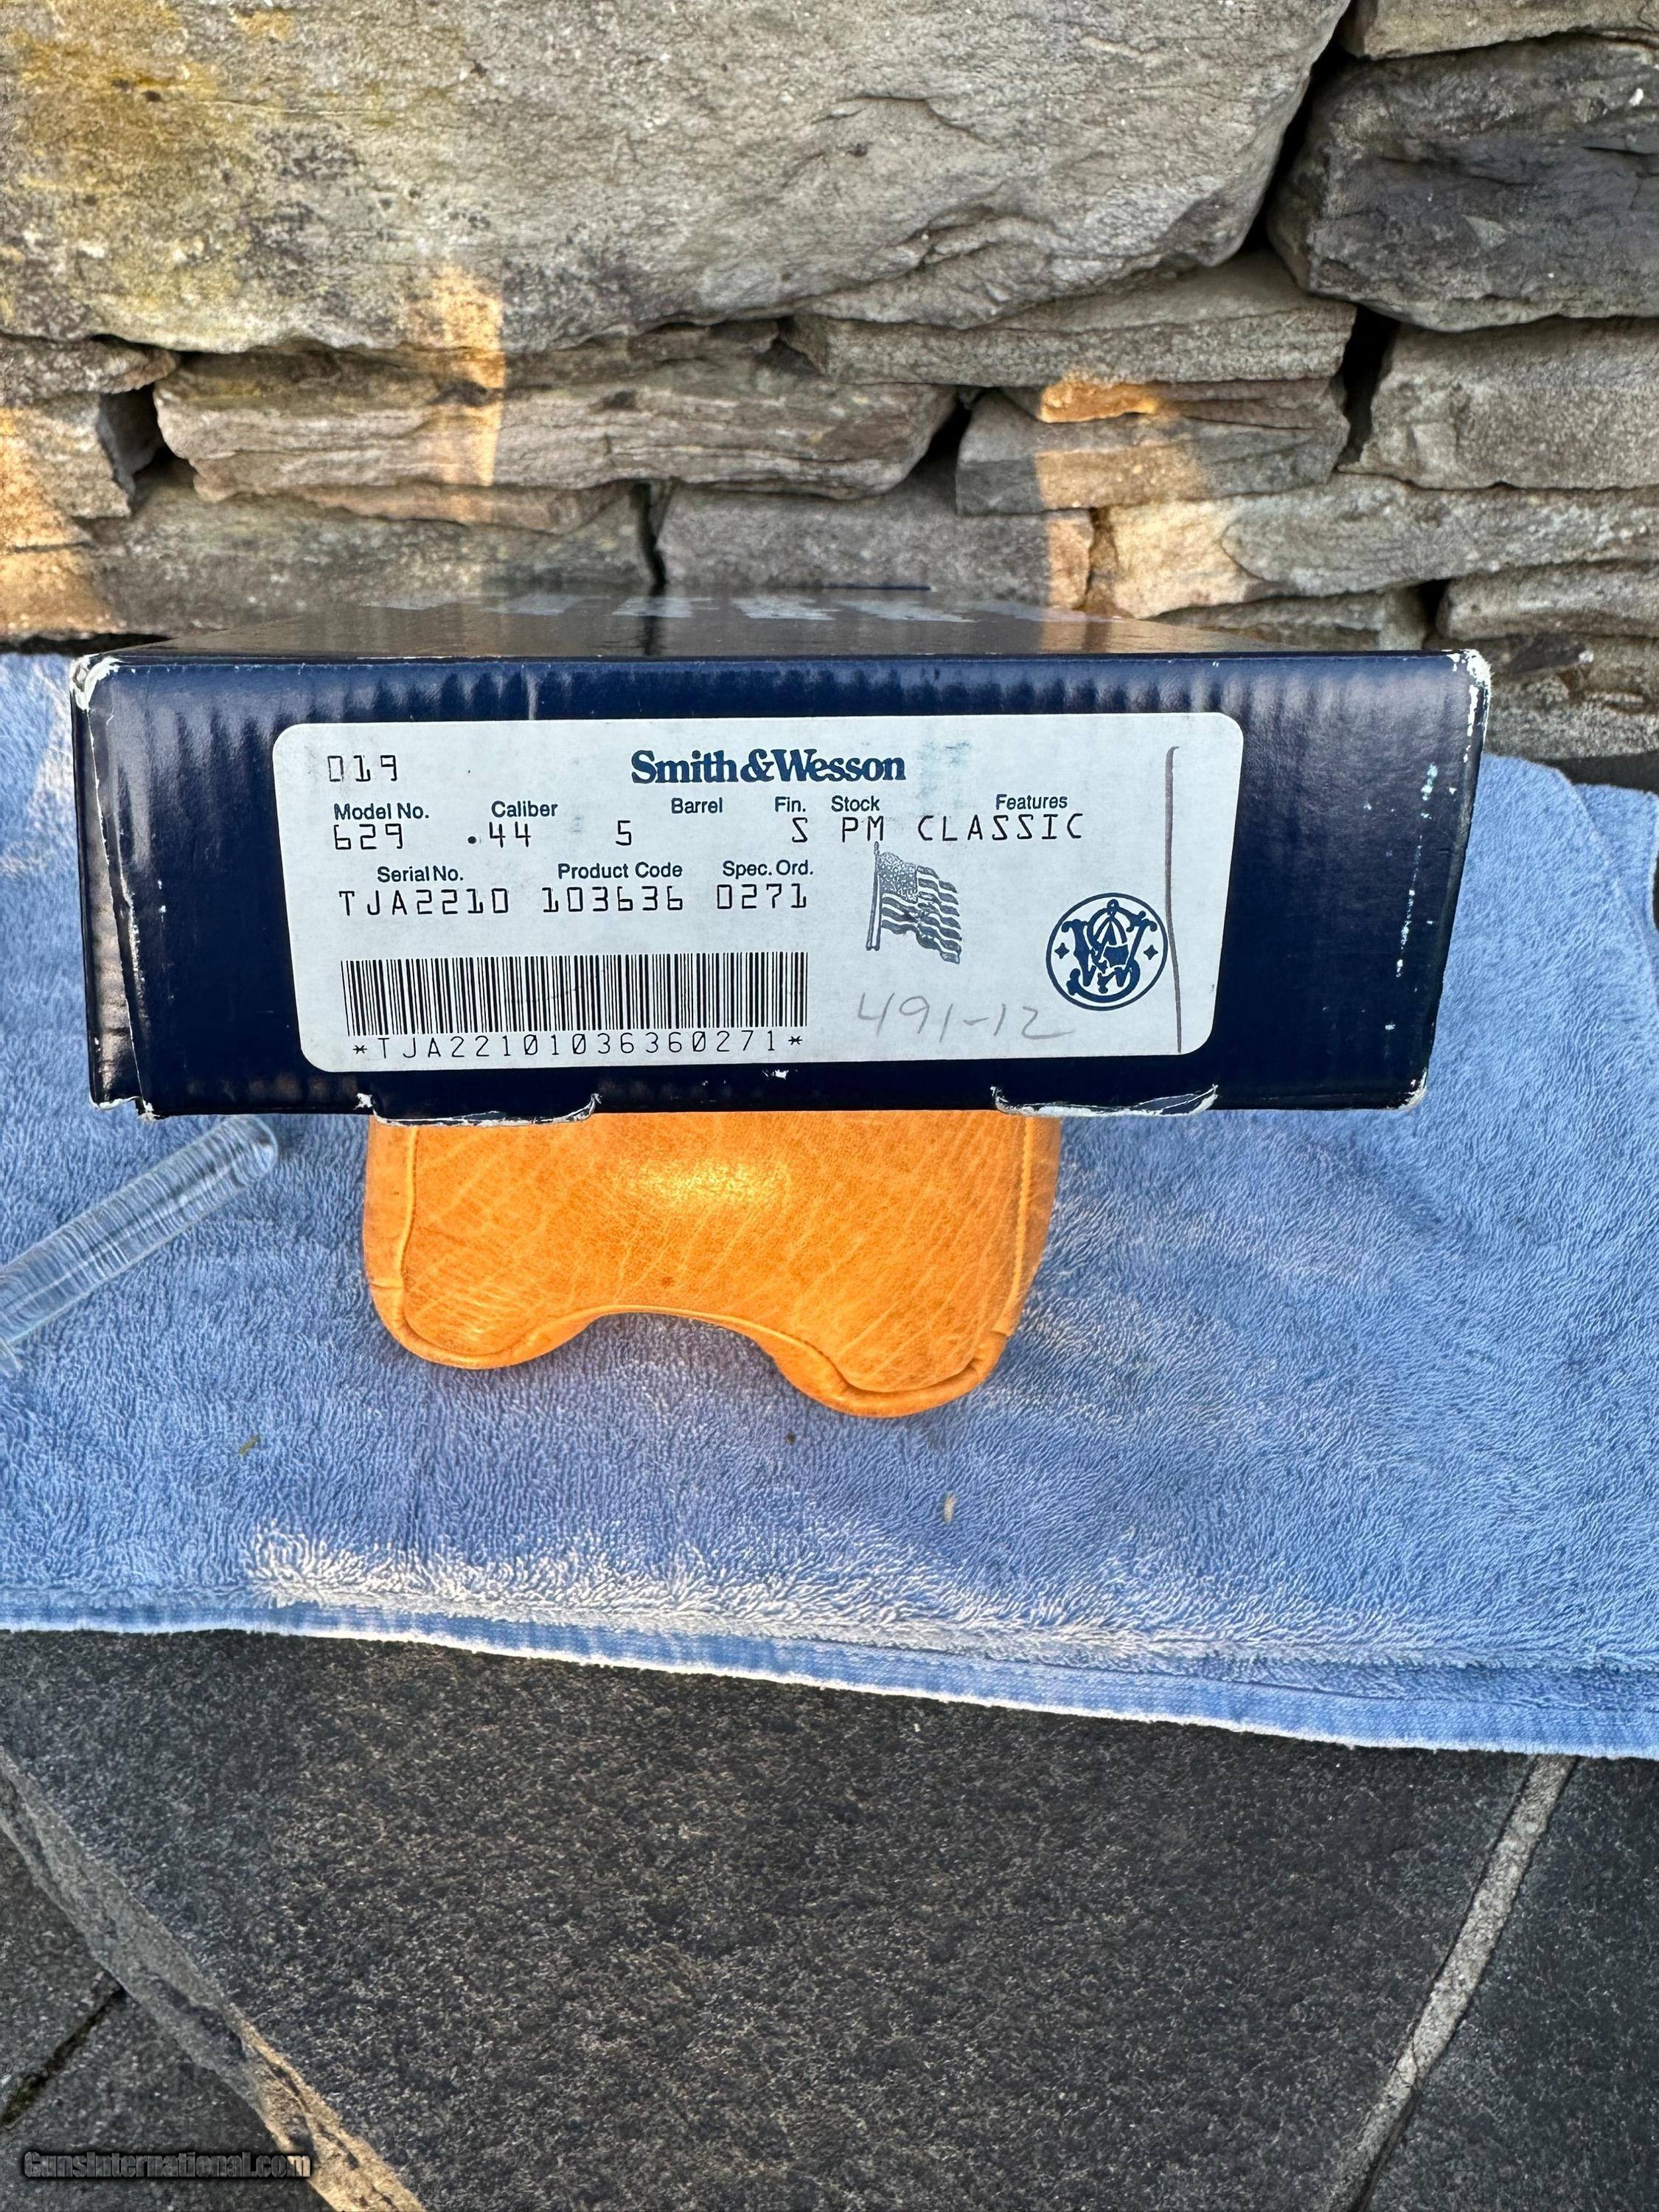 019 Smith&Wesson
Model No. Caliber Barrel Fin. Stock Features
629 .44 5 S PM CLASSIC
Serial No. Product Code Spec. Ord.
TJA2210 103636 0271
*TJA22101036360271*
491-12
GunsInternational.com